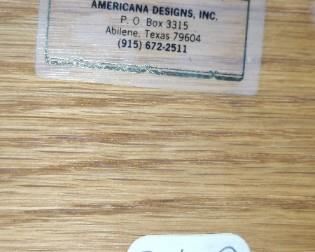 AMERICANA DESIGNS, INC.
P. O Box 3315
Abilene, Texas 79604
(915) 672-2511